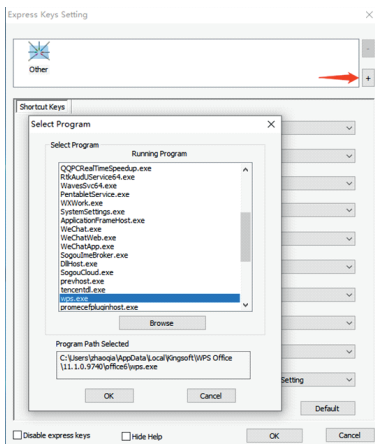 Express Keys Setting
Other
+
Shortcut Keys
Select Program
Select Program
Running Program
QQPCRealTimeSpeedup.exe
RtkAudUService64.exe
WavesSvc64.exe
PentabletService.exe
WXWork.exe
SystemSettings.exe
ApplicationFrameHost.exe
WeChat.exe
WeChatWeb.exe
WeChatApp.exe
SogouImeBroker.exe
DllHost.exe
SogouCloud.exe
prevhost.exe
tencentdl.exe
wps.exe
promecefpluginhost.exe
Browse
Program Path Selected
C:\Users\zhaoqia\AppData\Local\Kingsoft\WPS Office
\11.1.0.9740\office6\wps.exe
Setting
OK
Cancel
Default
Disable express keys
Hide Help
OK
Cancel